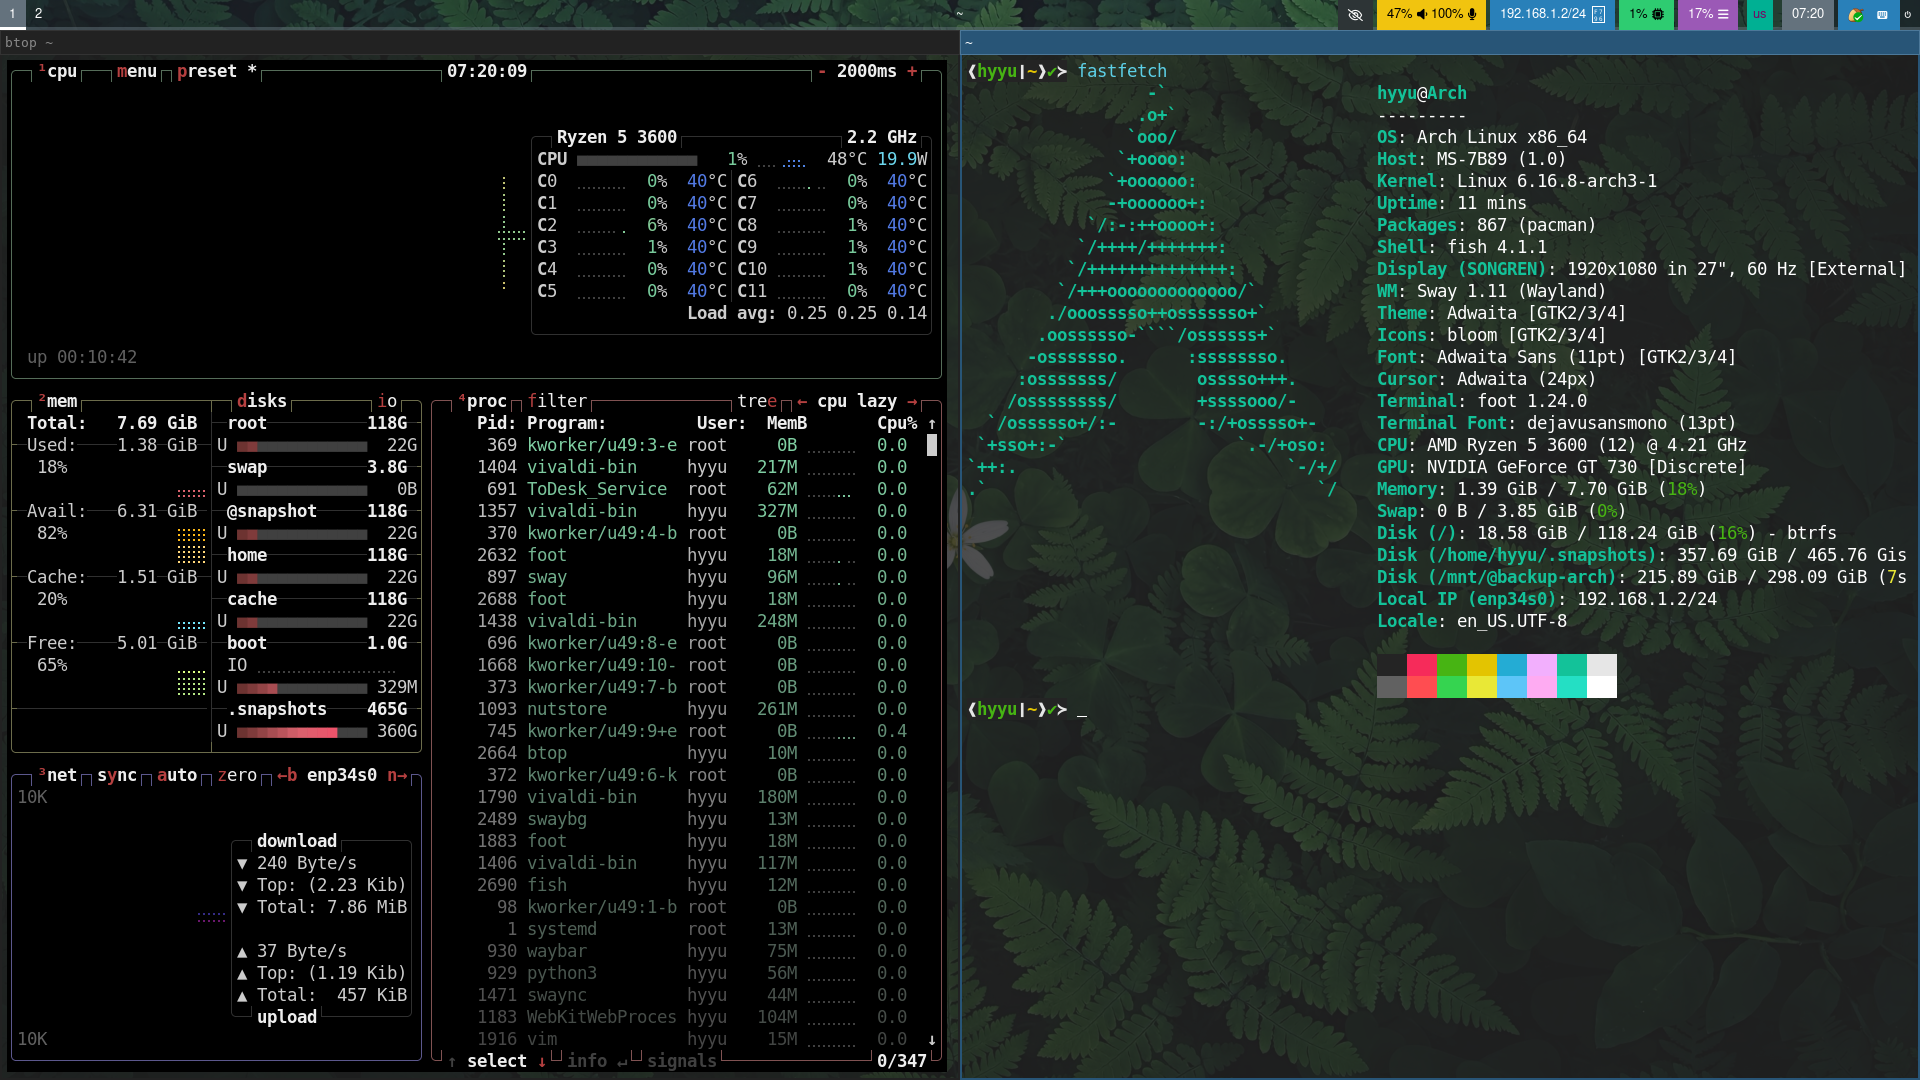 1 2 ~ 47% 100% 192.168.1.2/24 1% 17% us 07:20
btop ~
¹cpu menu preset * 07:20:09 - 2000ms +
Ryzen 5 3600 2.2 GHz
CPU 1% 48°C 19.9W
C0 0% 40°C C6 0% 40°C
C1 0% 40°C C7 0% 40°C
C2 6% 40°C C8 1% 40°C
C3 1% 40°C C9 1% 40°C
C4 0% 40°C C10 1% 40°C
C5 0% 40°C C11 0% 40°C
Load avg: 0.25 0.25 0.14
up 00:10:42
²mem
Total: 7.69 GiB
Used: 1.38 GiB
18%
Avail: 6.31 GiB
82%
Cache: 1.51 GiB
20%
Free: 5.01 GiB
65%
disks io
root 118G
U 22G
swap 3.8G
U 0B
@snapshot 118G
U 22G
home 118G
U 22G
cache 118G
U 22G
boot 1.0G
IO
U 329M
.snapshots 465G
U 360G
³net sync auto zero ←b enp34s0 n→
10K
download
▼ 240 Byte/s
▼ Top: (2.23 Kib)
▼ Total: 7.86 MiB
▲ 37 Byte/s
▲ Top: (1.19 Kib)
▲ Total: 457 KiB
upload
10K
⁴proc filter tree ← cpu lazy →
Pid: Program: User: MemB Cpu% ↑
369 kworker/u49:3-e root 0B 0.0
1404 vivaldi-bin hyyu 217M 0.0
691 ToDesk_Service root 62M 0.0
1357 vivaldi-bin hyyu 327M 0.0
370 kworker/u49:4-b root 0B 0.0
2632 foot hyyu 18M 0.0
897 sway hyyu 96M 0.0
2688 foot hyyu 18M 0.0
1438 vivaldi-bin hyyu 248M 0.0
696 kworker/u49:8-e root 0B 0.0
1668 kworker/u49:10- root 0B 0.0
373 kworker/u49:7-b root 0B 0.0
1093 nutstore hyyu 261M 0.0
745 kworker/u49:9+e root 0B 0.4
2664 btop hyyu 10M 0.0
372 kworker/u49:6-k root 0B 0.0
1790 vivaldi-bin hyyu 180M 0.0
2489 swaybg hyyu 13M 0.0
1883 foot hyyu 18M 0.0
1406 vivaldi-bin hyyu 117M 0.0
2690 fish hyyu 12M 0.0
98 kworker/u49:1-b root 0B 0.0
1 systemd root 13M 0.0
930 waybar hyyu 75M 0.0
929 python3 hyyu 56M 0.0
1471 swaync hyyu 44M 0.0
1183 WebKitWebProces hyyu 104M 0.0
1916 vim hyyu 15M 0.0 ↓
↑ select ↓ info ↵ signals 0/347
~
❰hyyu|~❱✔➤ fastfetch
-`
.o+`
`ooo/
`+oooo:
`+oooooo:
-+oooooo+:
`/:-:++oooo+:
`/++++/+++++++:
`/++++++++++++++:
`/+++ooooooooooooo/`
./ooosssso++osssssso+`
.oossssso-````/ossssss+`
-osssssso. :ssssssso.
:osssssss/ osssso+++.
/ossssssss/ +ssssooo/-
`/ossssso+/:- -:/+osssso+-
`+sso+:-` `.-/+oso:
`++:. `-/+/
.` `/
hyyu@Arch
---------
OS: Arch Linux x86_64
Host: MS-7B89 (1.0)
Kernel: Linux 6.16.8-arch3-1
Uptime: 11 mins
Packages: 867 (pacman)
Shell: fish 4.1.1
Display (SONGREN): 1920x1080 in 27", 60 Hz [External]
WM: Sway 1.11 (Wayland)
Theme: Adwaita [GTK2/3/4]
Icons: bloom [GTK2/3/4]
Font: Adwaita Sans (11pt) [GTK2/3/4]
Cursor: Adwaita (24px)
Terminal: foot 1.24.0
Terminal Font: dejavusansmono (13pt)
CPU: AMD Ryzen 5 3600 (12) @ 4.21 GHz
GPU: NVIDIA GeForce GT 730 [Discrete]
Memory: 1.39 GiB / 7.70 GiB (18%)
Swap: 0 B / 3.85 GiB (0%)
Disk (/): 18.58 GiB / 118.24 GiB (16%) - btrfs
Disk (/home/hyyu/.snapshots): 357.69 GiB / 465.76 Gis
Disk (/mnt/@backup-arch): 215.89 GiB / 298.09 GiB (7s
Local IP (enp34s0): 192.168.1.2/24
Locale: en_US.UTF-8
❰hyyu|~❱✔➤ _